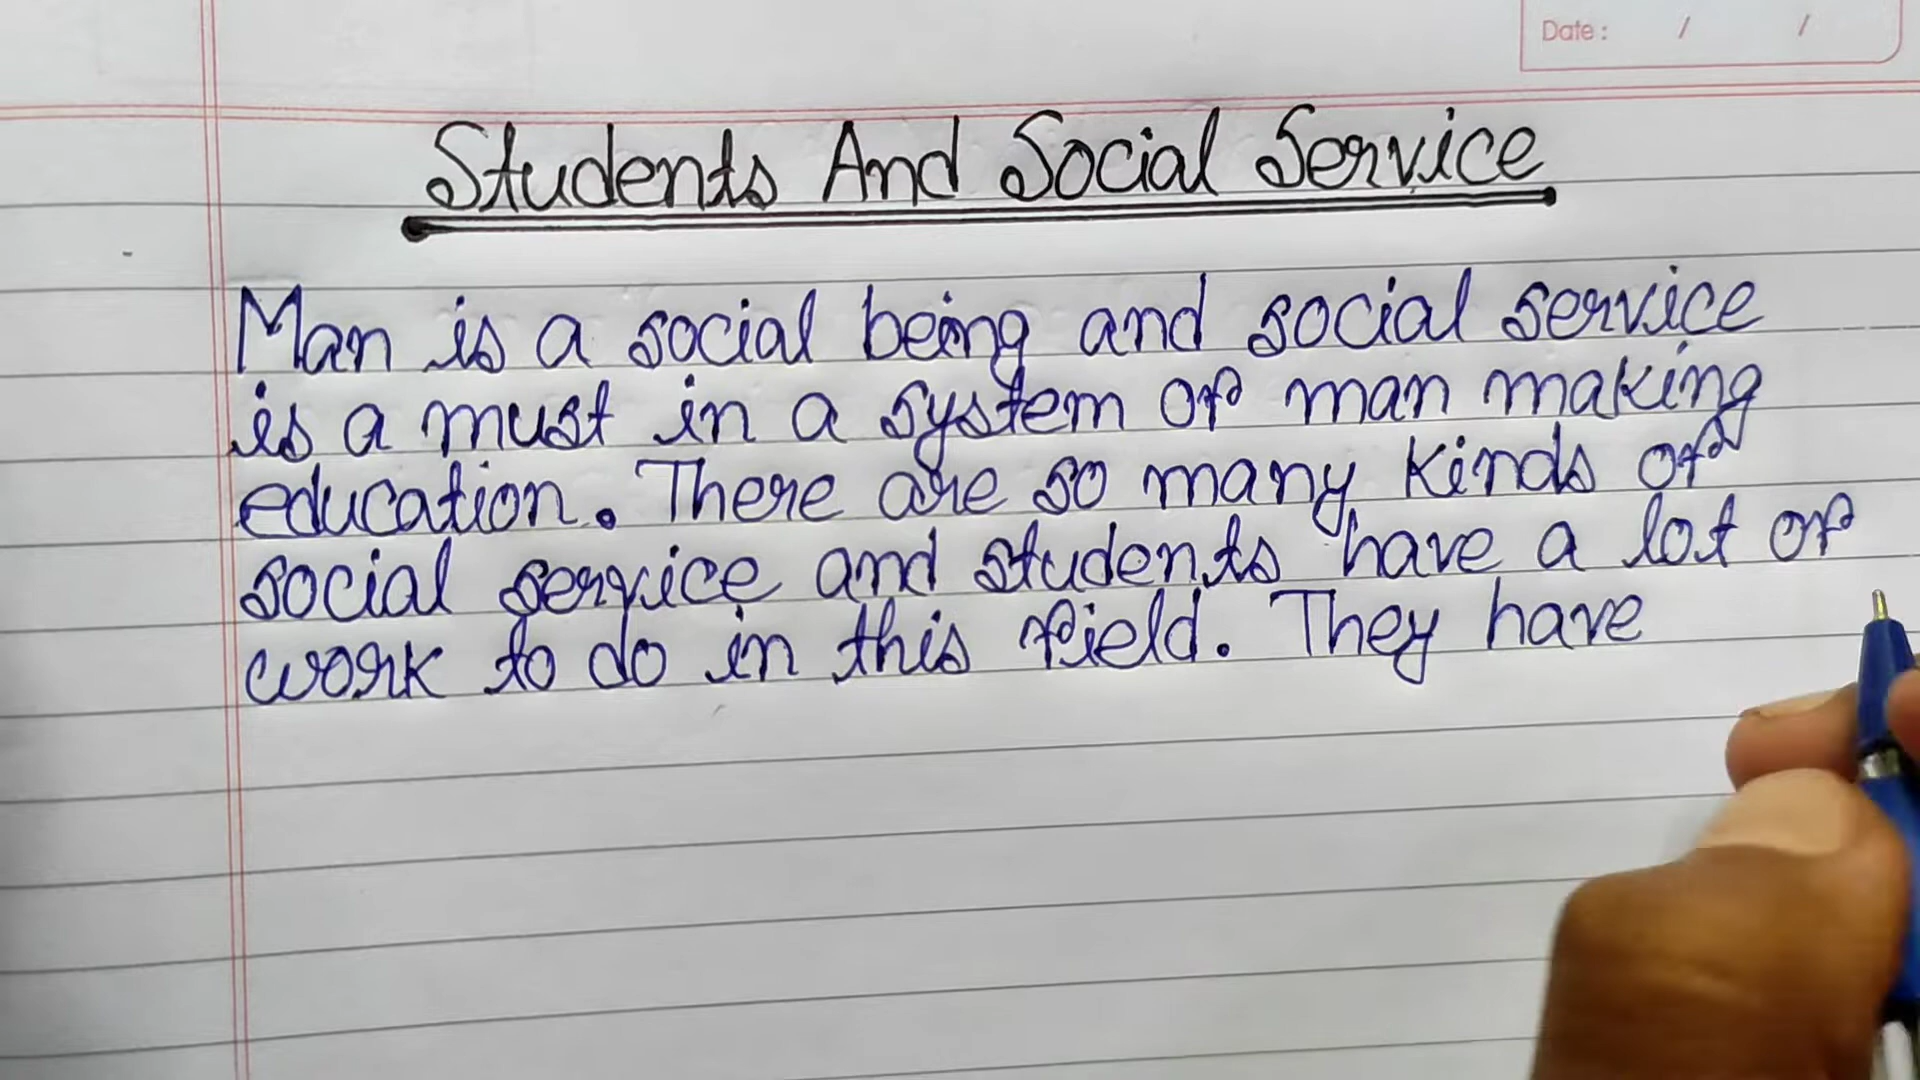 Date : / /
Students And Social Service
Man is a social being and social service
is a must in a system of man making
education. There are so many kinds of
social service and students have a lot of
work to do in this field. They have